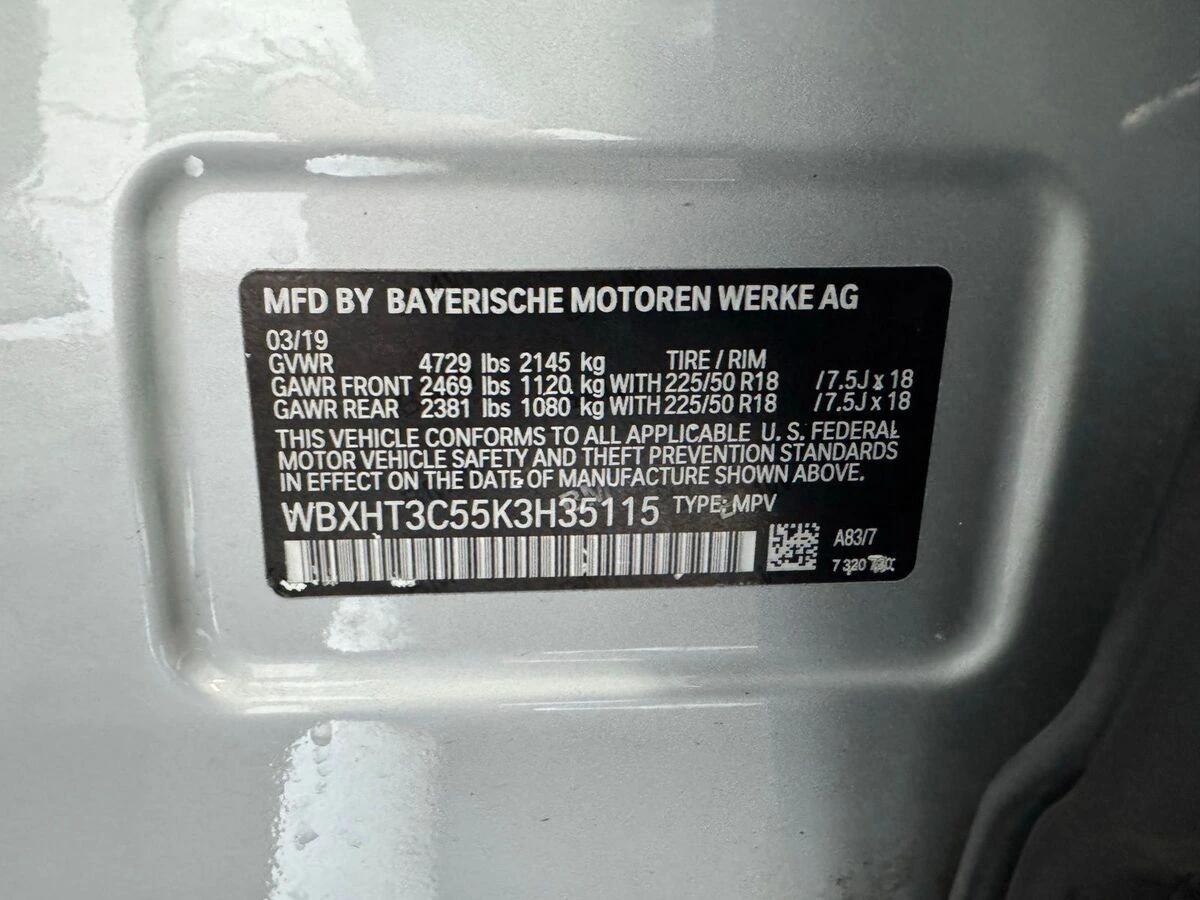 MFD BY BAYERISCHE MOTOREN WERKE AG
03/19
GVWR 4729 lbs 2145 kg TIRE / RIM
GAWR FRONT 2469 lbs 1120 kg WITH 225/50 R18 /7.5J x 18
GAWR REAR 2381 lbs 1080 kg WITH 225/50 R18 /7.5J x 18
THIS VEHICLE CONFORMS TO ALL APPLICABLE U. S. FEDERAL
MOTOR VEHICLE SAFETY AND THEFT PREVENTION STANDARDS
IN EFFECT ON THE DATE OF MANUFACTURE SHOWN ABOVE.
WBXHT3C55K3H35115 TYPE: MPV
A83/7
7 320